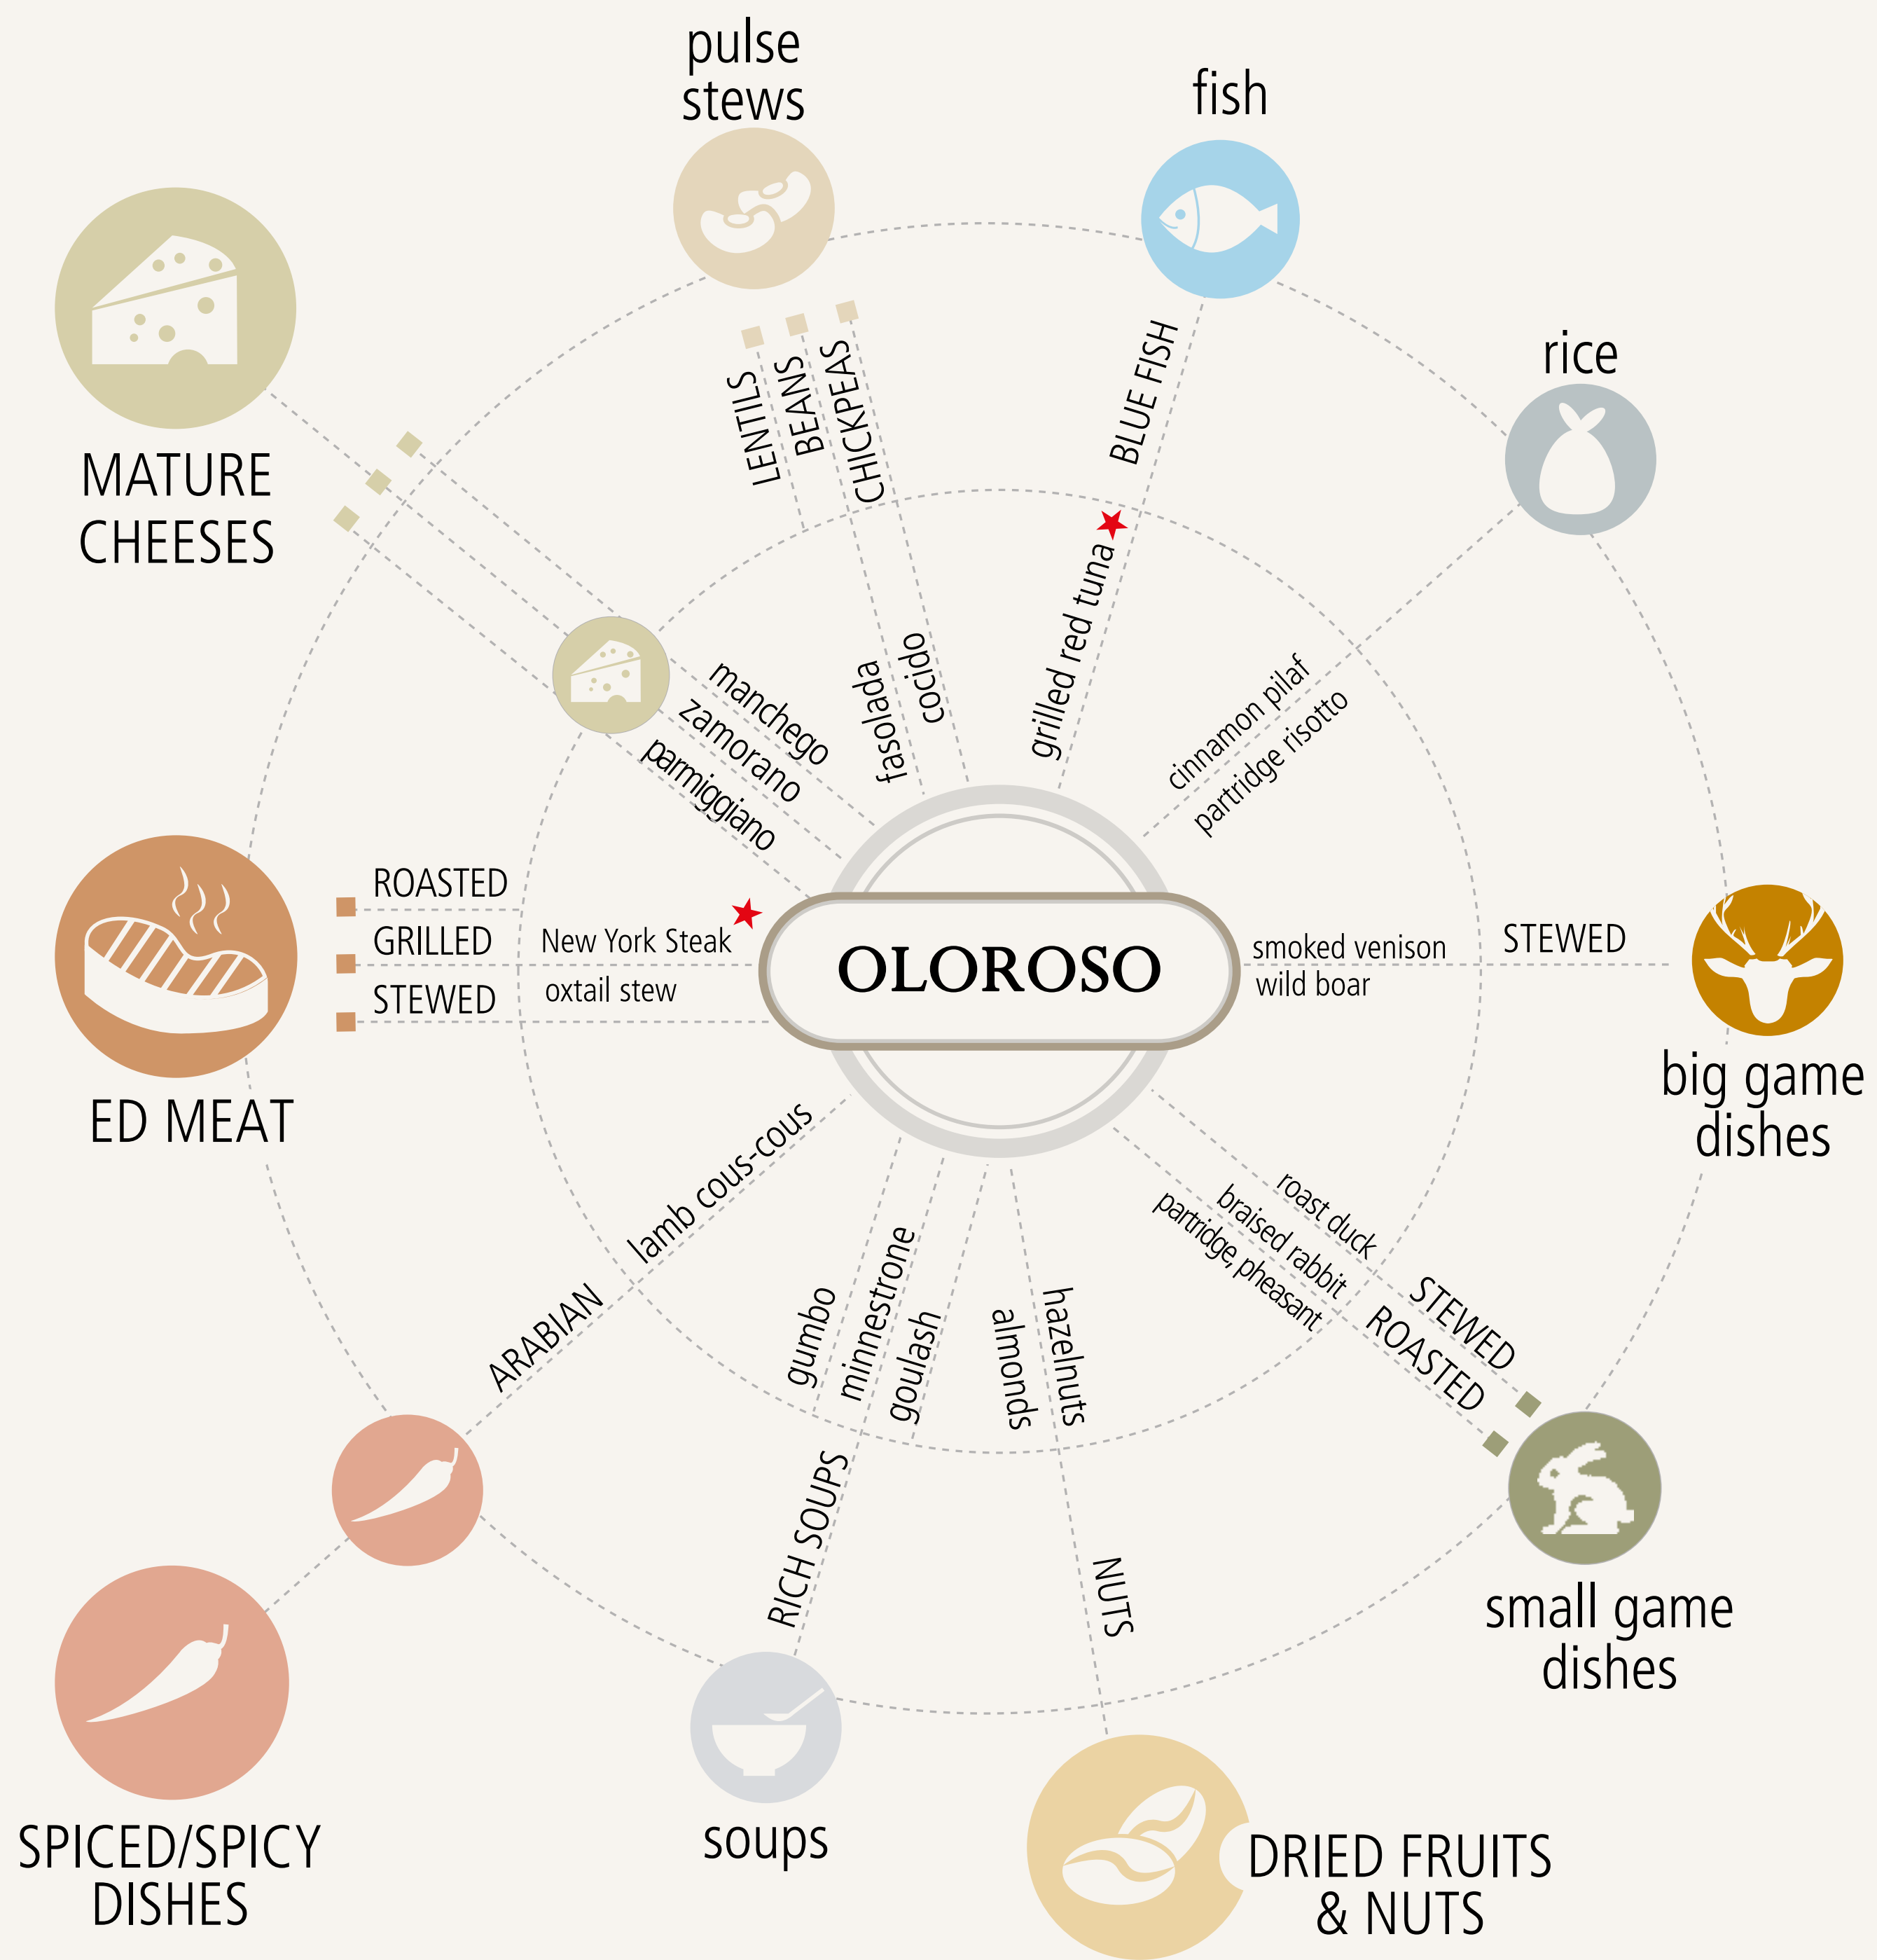 pulse
stews
fish
rice
MATURE
CHEESES
LENTILS
BEANS
CHICKPEAS
BLUE FISH
grilled red tuna
cocido
fasolada
manchego
zamorano
parmiggiano
cinnamon pilaf
partridge risotto
ROASTED
GRILLED
STEWED
New York Steak
oxtail stew
OLOROSO
smoked venison
wild boar
STEWED
big game
dishes
ED MEAT
lamb cous-cous
ARABIAN
gumbo
minnestrone
goulash
RICH SOUPS
almonds
hazelnuts
NUTS
roast duck
braised rabbit
partridge, pheasant
STEWED
ROASTED
small game
dishes
SPICED/SPICY
DISHES
soups
DRIED FRUITS
& NUTS